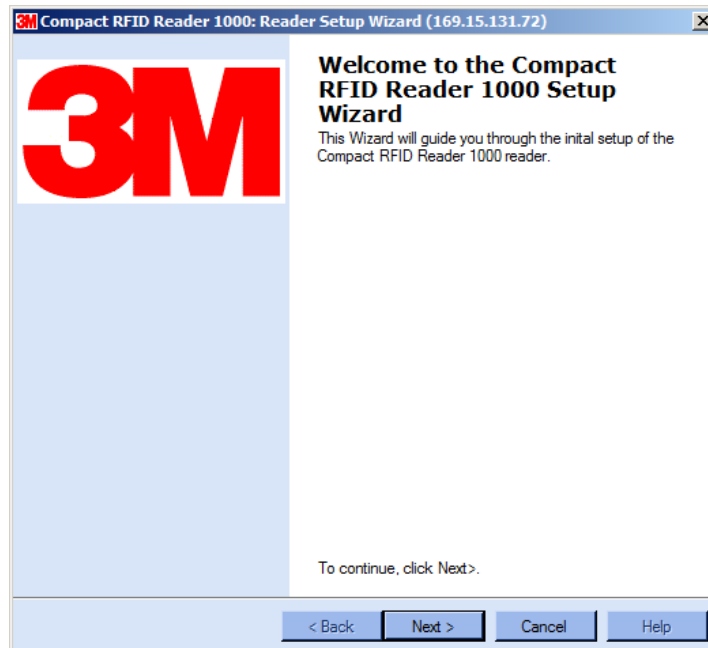 3M Compact RFID Reader 1000: Reader Setup Wizard (169.15.131.72)
3M
Welcome to the Compact
RFID Reader 1000 Setup
Wizard
This Wizard will guide you through the inital setup of the
Compact RFID Reader 1000 reader.
To continue, click Next>.
< Back Next > Cancel Help